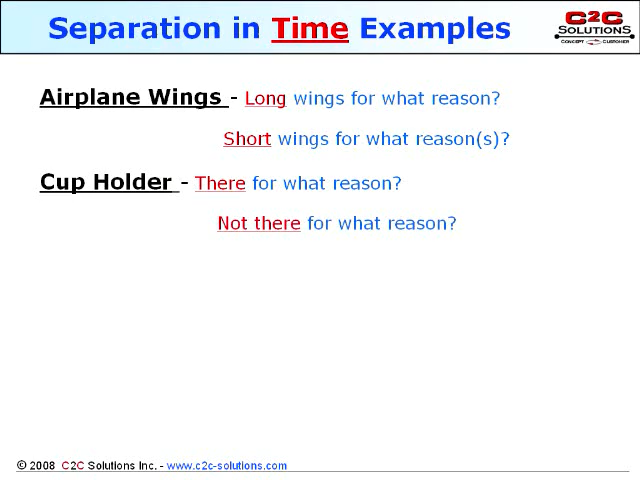 Separation in Time Examples
C2C
SOLUTIONS
CONCEPT CUSTOMER
Airplane Wings - Long wings for what reason?
Short wings for what reason(s)?
Cup Holder - There for what reason?
Not there for what reason?
© 2008 C2C Solutions Inc. - www.c2c-solutions.com